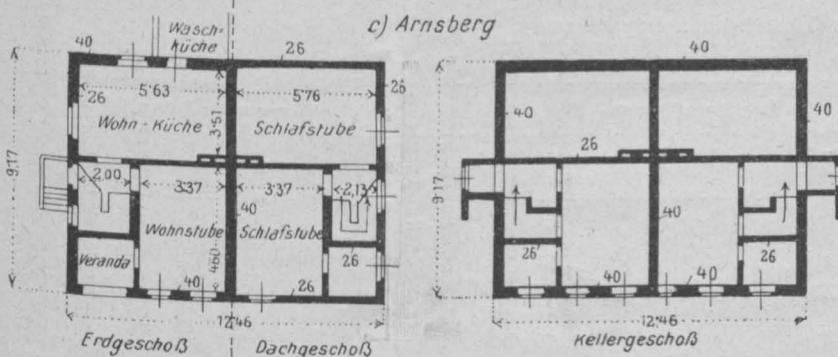 c) Arnsberg
Wasch-
küche
40
26
40
26
5·63
5·76
26
40
Wohn-Küche
3·51
Schlafstube
26
9,17
9·17
2,00
3·37
3·37
2,13
40
40
Wohnstube
Schlafstube
4·60
Veranda
26
26
26
40
26
40
40
12·46
12·46
Erdgeschoß
Dachgeschoß
Kellergeschoß